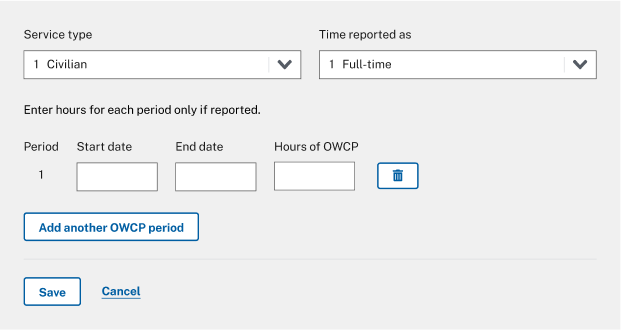 Service type Time reported as
1 Civilian 1 Full-time
Enter hours for each period only if reported.
Period Start date End date Hours of OWCP
1
Add another OWCP period
Save Cancel